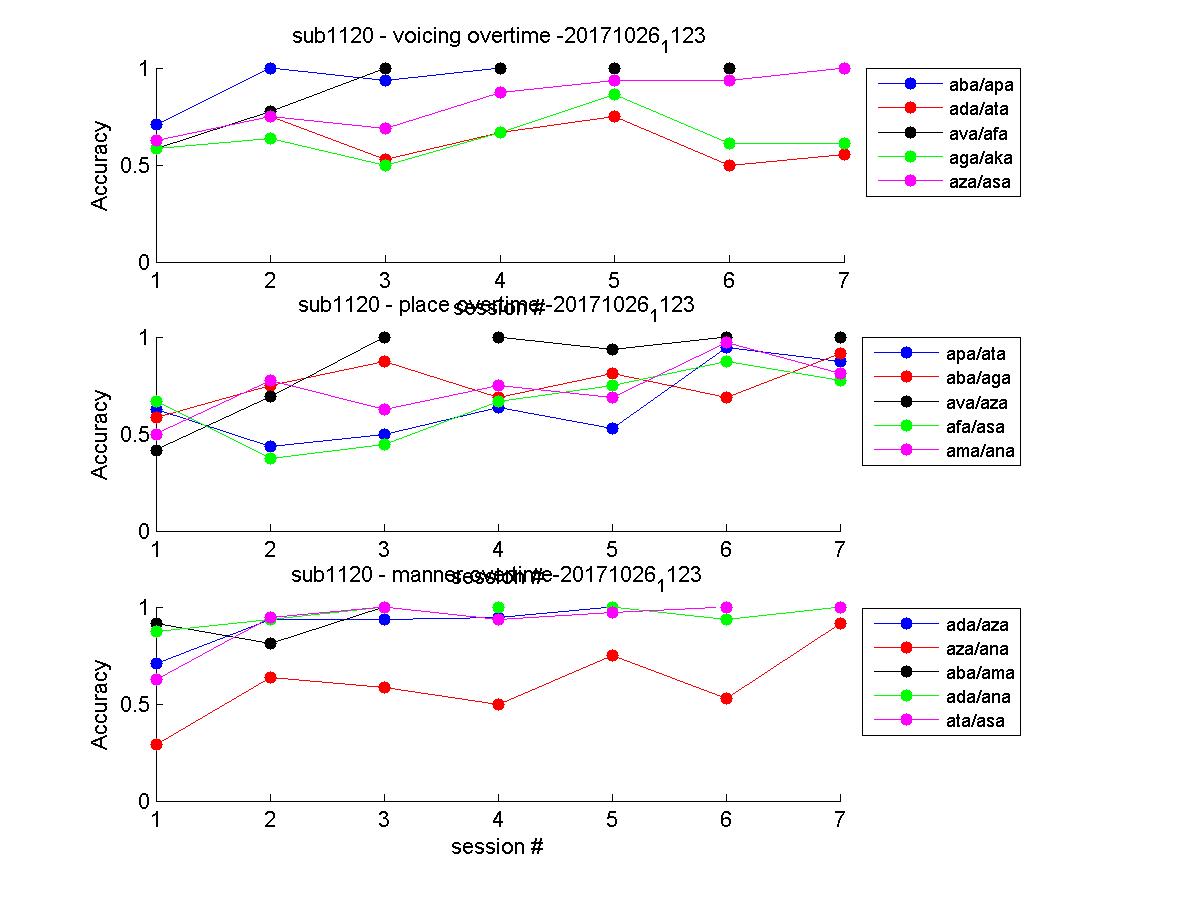 sub1120 - voicing overtime -20171026₁123
1
0.5
0
Accuracy
1 2 3 4 5 6 7
session #
aba/apa
ada/ata
ava/afa
aga/aka
aza/asa
sub1120 - place overtime -20171026₁123
1
0.5
0
Accuracy
1 2 3 4 5 6 7
session #
apa/ata
aba/aga
ava/aza
afa/asa
ama/ana
sub1120 - manner overtime -20171026₁123
1
0.5
0
Accuracy
1 2 3 4 5 6 7
session #
ada/aza
aza/ana
aba/ama
ada/ana
ata/asa